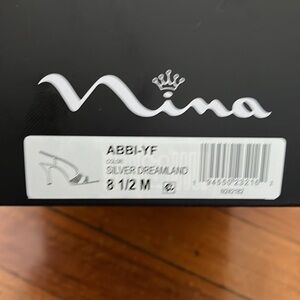 Nina
ABBI-YF
COLOR:
SILVER DREAMLAND
8 1/2 M